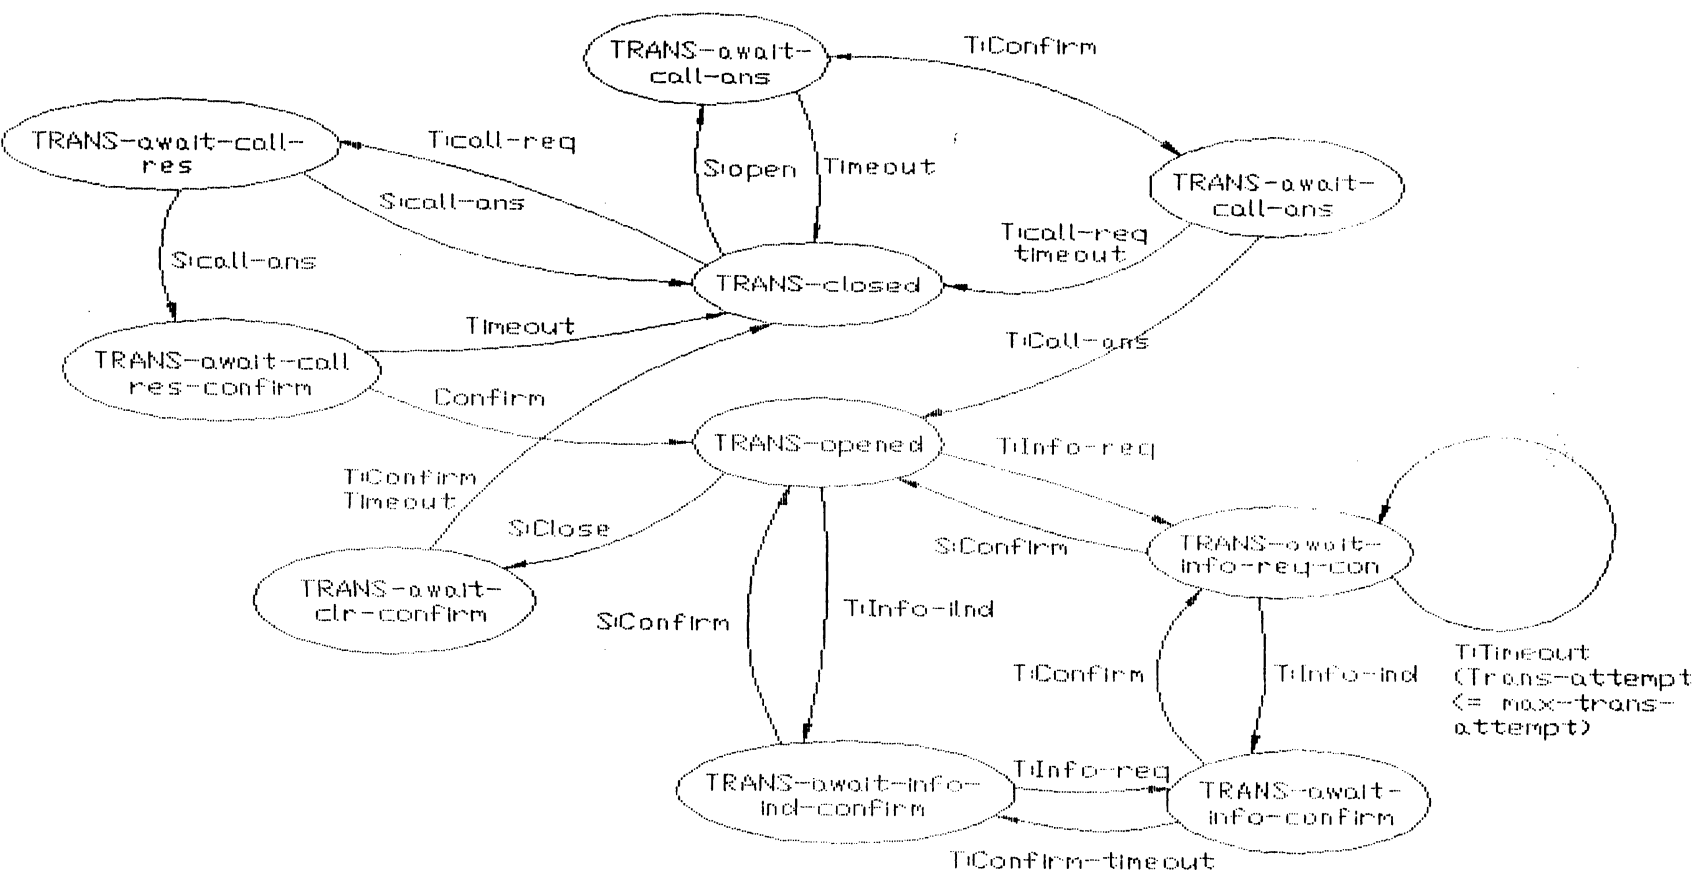 TRANS-await-
call-ans
T:Confirm
TRANS-await-call-
res
T:call-req
S:open
Timeout
TRANS-await-
call-ans
S:call-ans
T:call-req
timeout
S:call-ans
TRANS-closed
Timeout
T:Call-ans
TRANS-await-call
res-confirm
Confirm
TRANS-opened
T:Info-req
T:Confirm
Timeout
S:Close
S:Confirm
TRANS-await-
info-req-con
TRANS-await-
clr-confirm
S:Confirm
T:Info-iind
T:Confirm
T:Info-ind
T:Timeout
(Trans-attempt
<= max-trans-
attempt)
TRANS-await-info-
ind-confirm
T:Info-req
TRANS-await-
info-confirm
T:Confirm-timeout